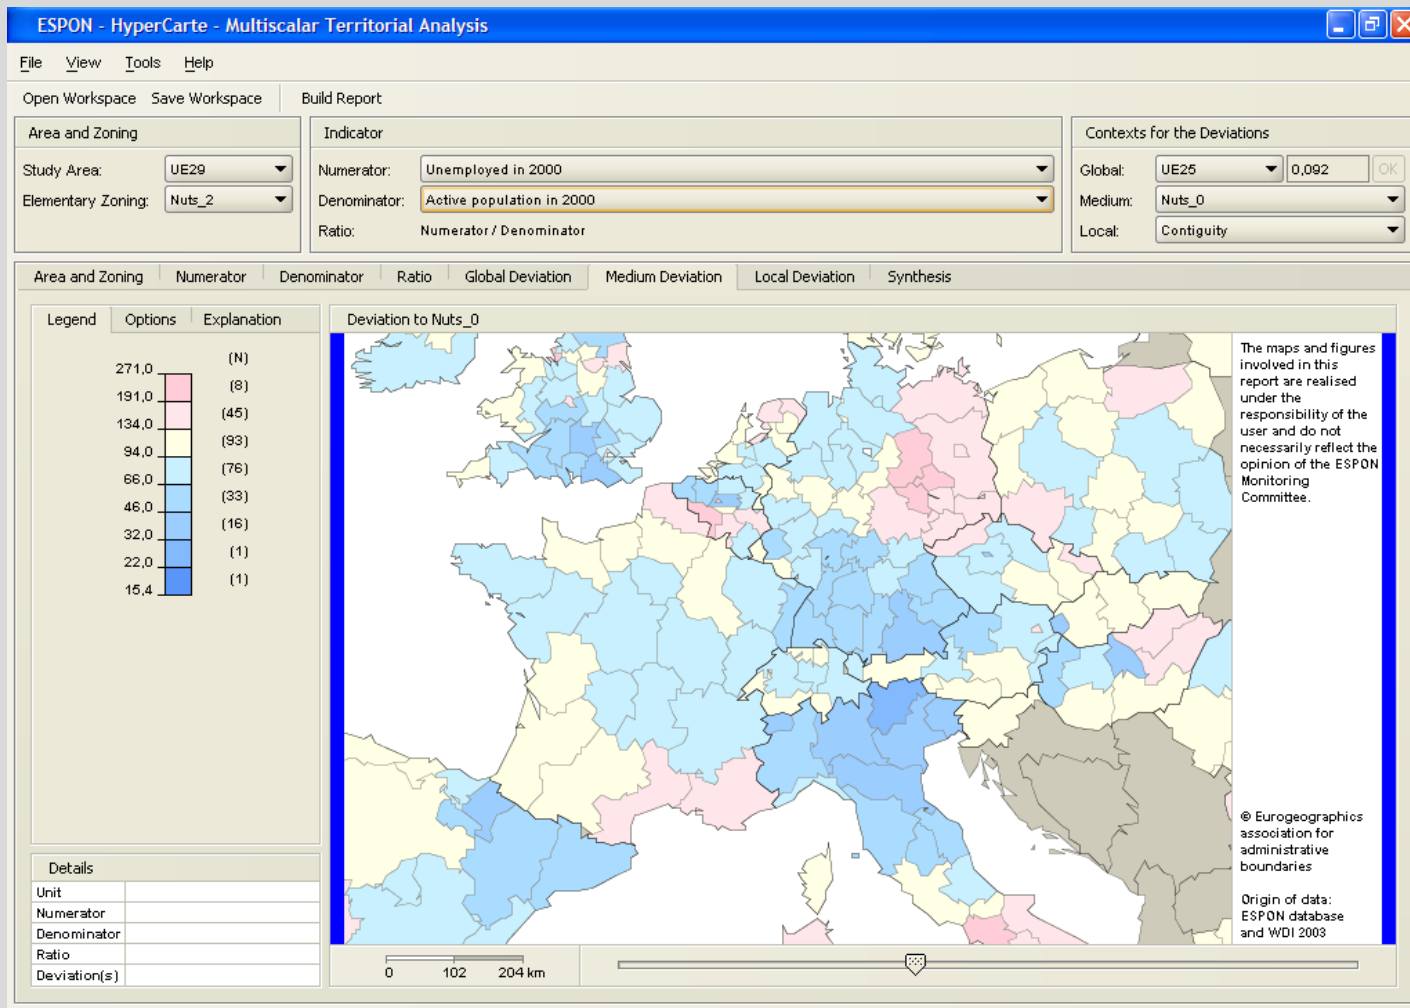 ESPON - HyperCarte - Multiscalar Territorial Analysis
File View Tools Help
Open Workspace Save Workspace Build Report
Area and Zoning
Study Area: UE29
Elementary Zoning: Nuts_2
Indicator
Numerator: Unemployed in 2000
Denominator: Active population in 2000
Ratio: Numerator / Denominator
Contexts for the Deviations
Global: UE25 0,092 OK
Medium: Nuts_0
Local: Contiguity
Area and Zoning Numerator Denominator Ratio Global Deviation Medium Deviation Local Deviation Synthesis
Legend Options Explanation
(N)
271,0
(8)
191,0
(45)
134,0
(93)
94,0
(76)
66,0
(33)
46,0
(16)
32,0
(1)
22,0
(1)
15,4
Details
Unit
Numerator
Denominator
Ratio
Deviation(s)
Deviation to Nuts_0
The maps and figures
involved in this
report are realised
under the
responsibility of the
user and do not
necessarily reflect the
opinion of the ESPON
Monitoring
Committee.
© Eurogeographics
association for
administrative
boundaries
Origin of data:
ESPON database
and WDI 2003
0 102 204 km